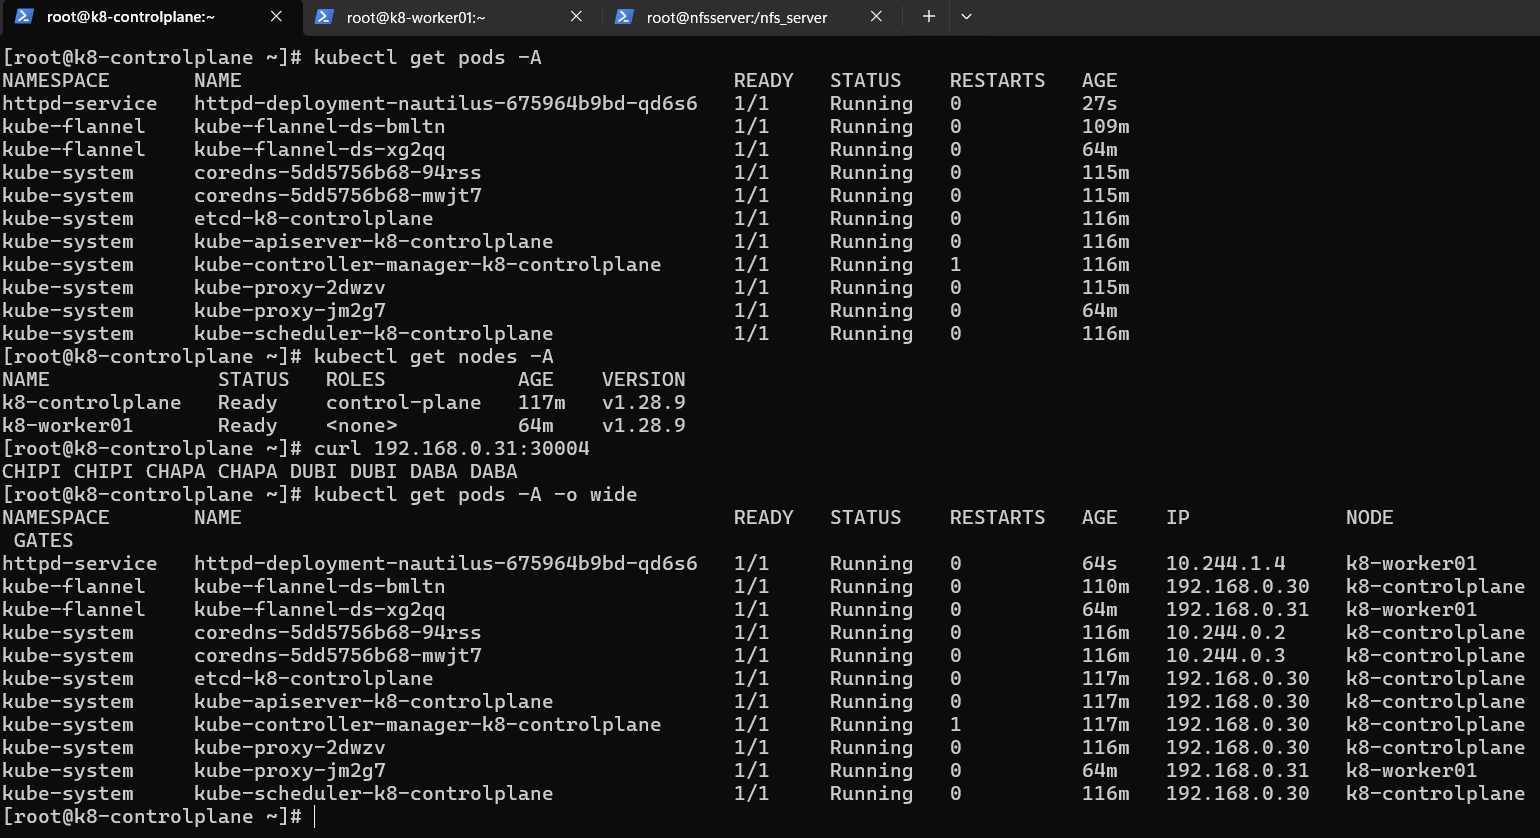 root@k8-controlplane:~ root@k8-worker01:~ root@nfsserver:/nfs_server
[root@k8-controlplane ~]# kubectl get pods -A
NAMESPACE NAME READY STATUS RESTARTS AGE
httpd-service httpd-deployment-nautilus-675964b9bd-qd6s6 1/1 Running 0 27s
kube-flannel kube-flannel-ds-bmltn 1/1 Running 0 109m
kube-flannel kube-flannel-ds-xg2qq 1/1 Running 0 64m
kube-system coredns-5dd5756b68-94rss 1/1 Running 0 115m
kube-system coredns-5dd5756b68-mwjt7 1/1 Running 0 115m
kube-system etcd-k8-controlplane 1/1 Running 0 116m
kube-system kube-apiserver-k8-controlplane 1/1 Running 0 116m
kube-system kube-controller-manager-k8-controlplane 1/1 Running 1 116m
kube-system kube-proxy-2dwzv 1/1 Running 0 115m
kube-system kube-proxy-jm2g7 1/1 Running 0 64m
kube-system kube-scheduler-k8-controlplane 1/1 Running 0 116m
[root@k8-controlplane ~]# kubectl get nodes -A
NAME STATUS ROLES AGE VERSION
k8-controlplane Ready control-plane 117m v1.28.9
k8-worker01 Ready <none> 64m v1.28.9
[root@k8-controlplane ~]# curl 192.168.0.31:30004
CHIPI CHIPI CHAPA CHAPA DUBI DUBI DABA DABA
[root@k8-controlplane ~]# kubectl get pods -A -o wide
NAMESPACE NAME READY STATUS RESTARTS AGE IP NODE
GATES
httpd-service httpd-deployment-nautilus-675964b9bd-qd6s6 1/1 Running 0 64s 10.244.1.4 k8-worker01
kube-flannel kube-flannel-ds-bmltn 1/1 Running 0 110m 192.168.0.30 k8-controlplane
kube-flannel kube-flannel-ds-xg2qq 1/1 Running 0 64m 192.168.0.31 k8-worker01
kube-system coredns-5dd5756b68-94rss 1/1 Running 0 116m 10.244.0.2 k8-controlplane
kube-system coredns-5dd5756b68-mwjt7 1/1 Running 0 116m 10.244.0.3 k8-controlplane
kube-system etcd-k8-controlplane 1/1 Running 0 117m 192.168.0.30 k8-controlplane
kube-system kube-apiserver-k8-controlplane 1/1 Running 0 117m 192.168.0.30 k8-controlplane
kube-system kube-controller-manager-k8-controlplane 1/1 Running 1 117m 192.168.0.30 k8-controlplane
kube-system kube-proxy-2dwzv 1/1 Running 0 116m 192.168.0.30 k8-controlplane
kube-system kube-proxy-jm2g7 1/1 Running 0 64m 192.168.0.31 k8-worker01
kube-system kube-scheduler-k8-controlplane 1/1 Running 0 116m 192.168.0.30 k8-controlplane
[root@k8-controlplane ~]#